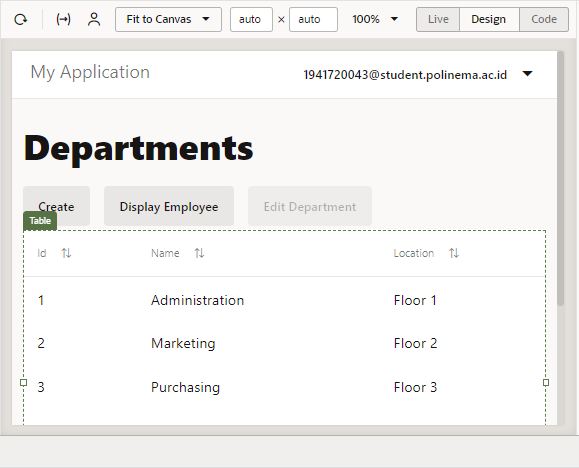 Fit to Canvas auto × auto 100% Live Design Code
My Application 1941720043@student.polinema.ac.id
Departments
Create Display Employee Edit Department
Table
Id Name Location
1 Administration Floor 1
2 Marketing Floor 2
3 Purchasing Floor 3